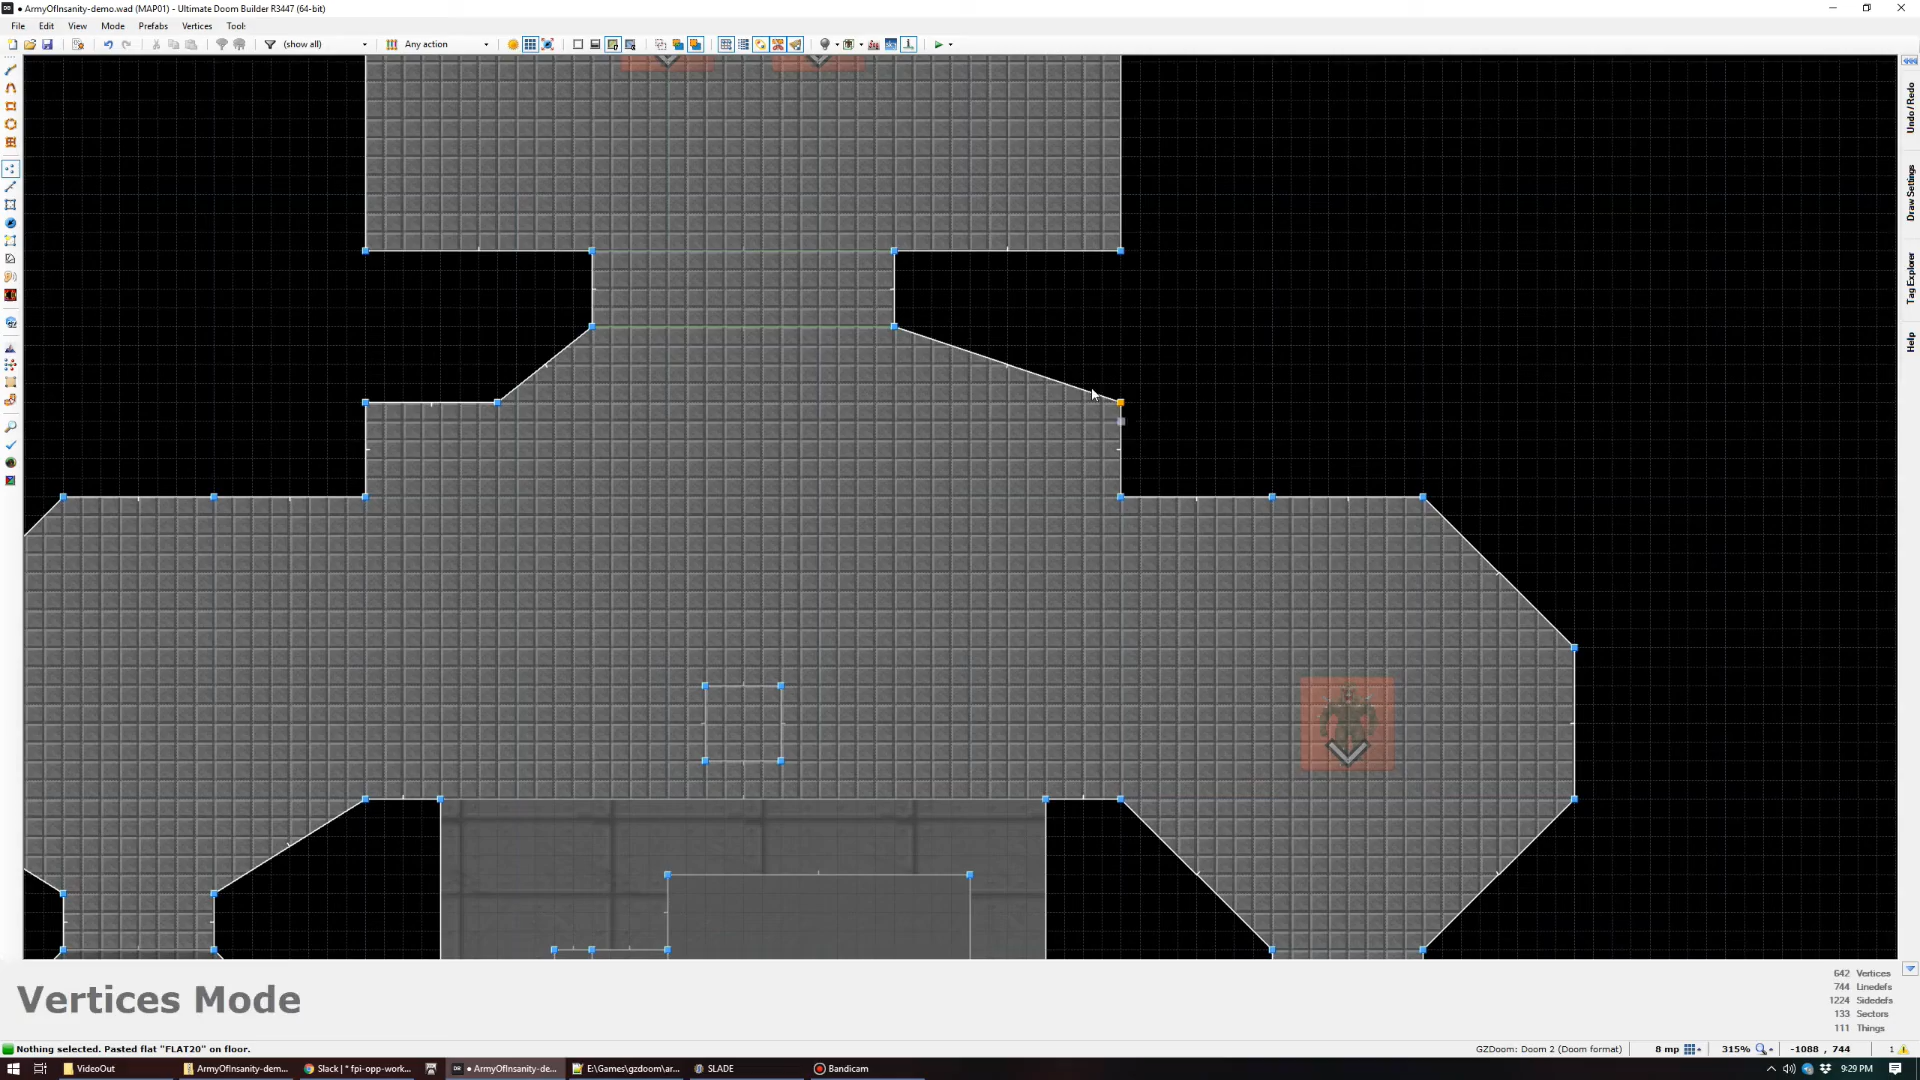 ArmyOfInsanity-demo.wad (MAP01) - Ultimate Doom Builder R3447 (64-bit)
File Edit View Mode Prefabs Vertices Tools
(show all) Any action
Undo/Redo
Draw Settings
Tag Explorer
Help
Vertices Mode
642 Vertices
744 Linedefs
1224 Sidedefs
133 Sectors
111 Things
Nothing selected. Pasted flat "FLAT20" on floor.
GZDoom: Doom 2 (Doom format) 8 mp 315% -1088 , 744 1
VideoOut ArmyOfInsanity-dem... Slack | * fpi-opp-work... • ArmyOfInsanity-de... E:\Games\gzdoom\ar... SLADE Bandicam 9:29 PM